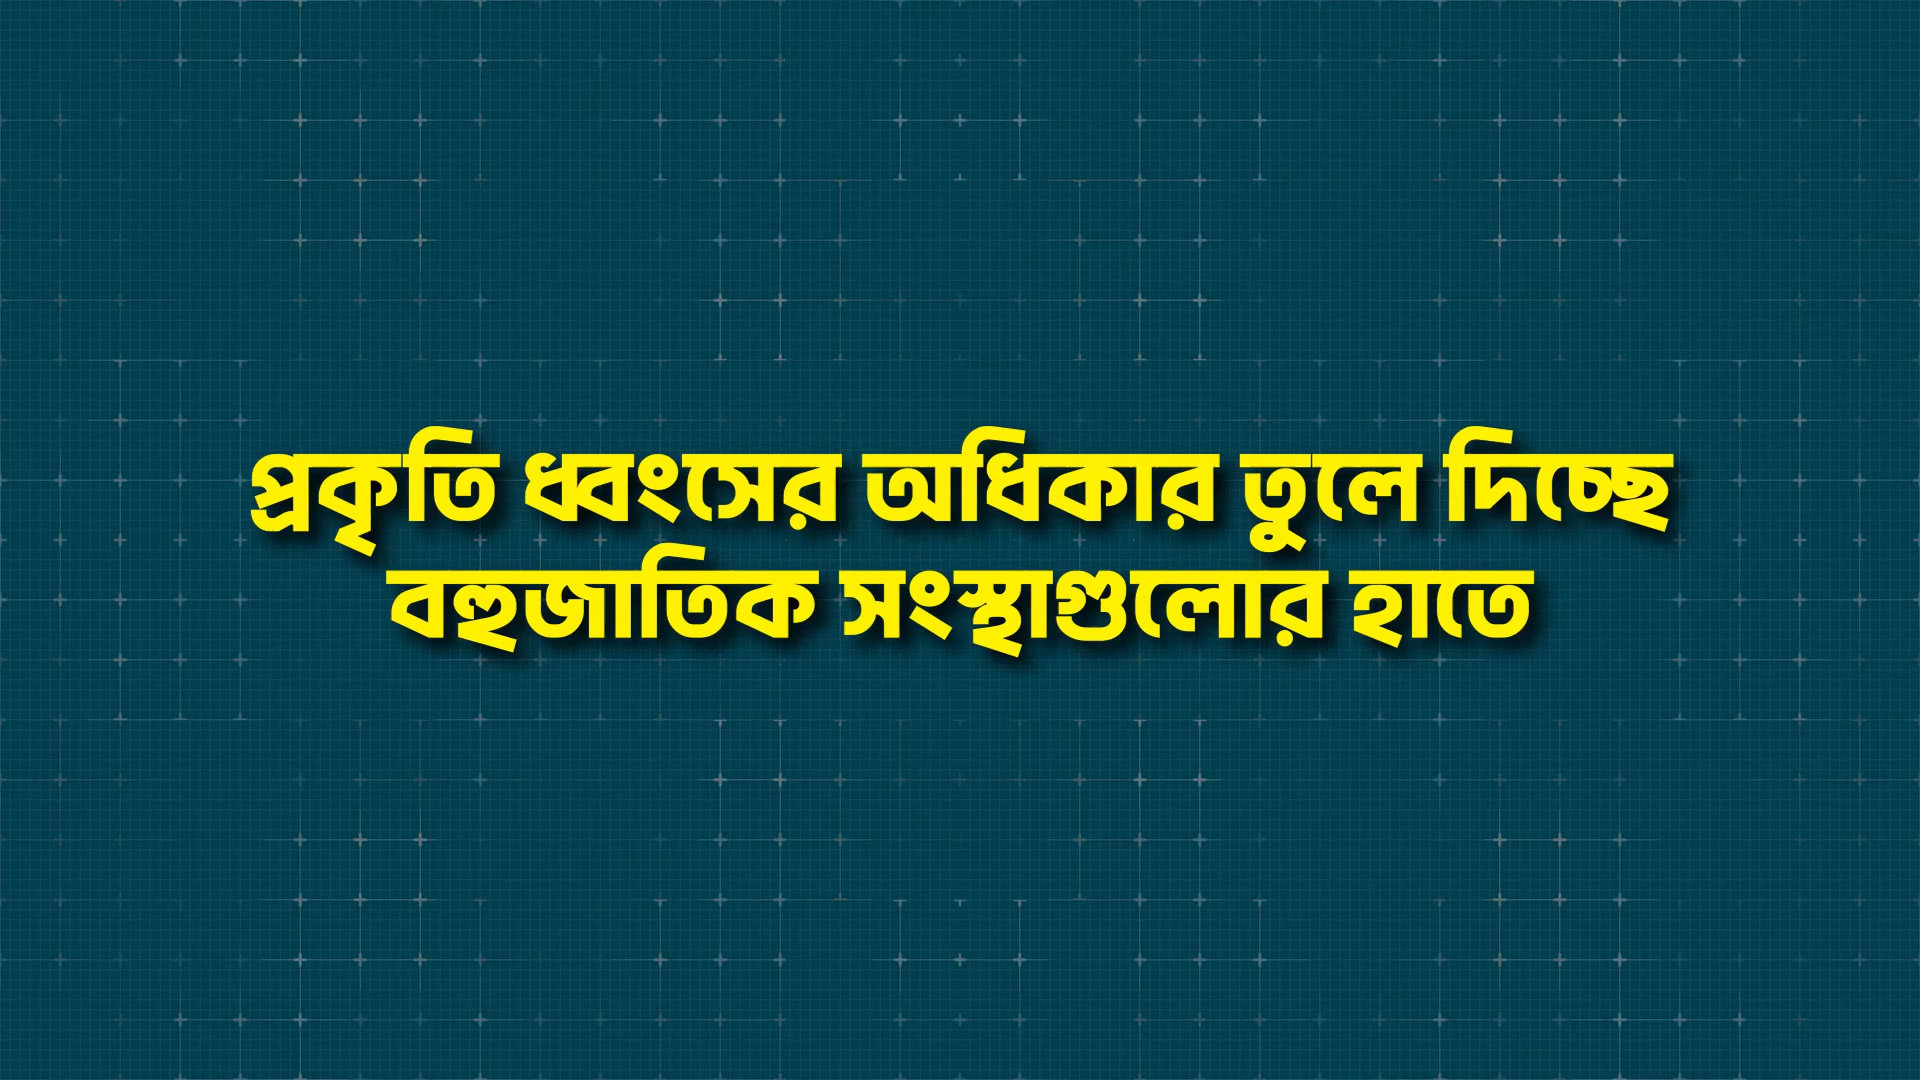 প্রকৃতি ধ্বংসের অধিকার তুলে দিচ্ছে
বহুজাতিক সংস্থাগুলোর হাতে